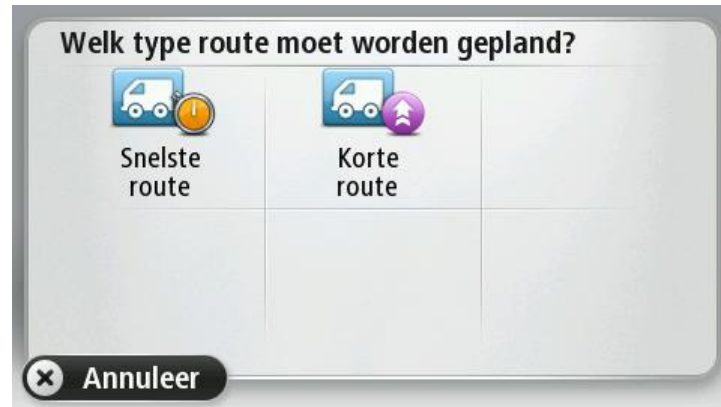 Welk type route moet worden gepland?
Snelste
route
Korte
route
Annuleer